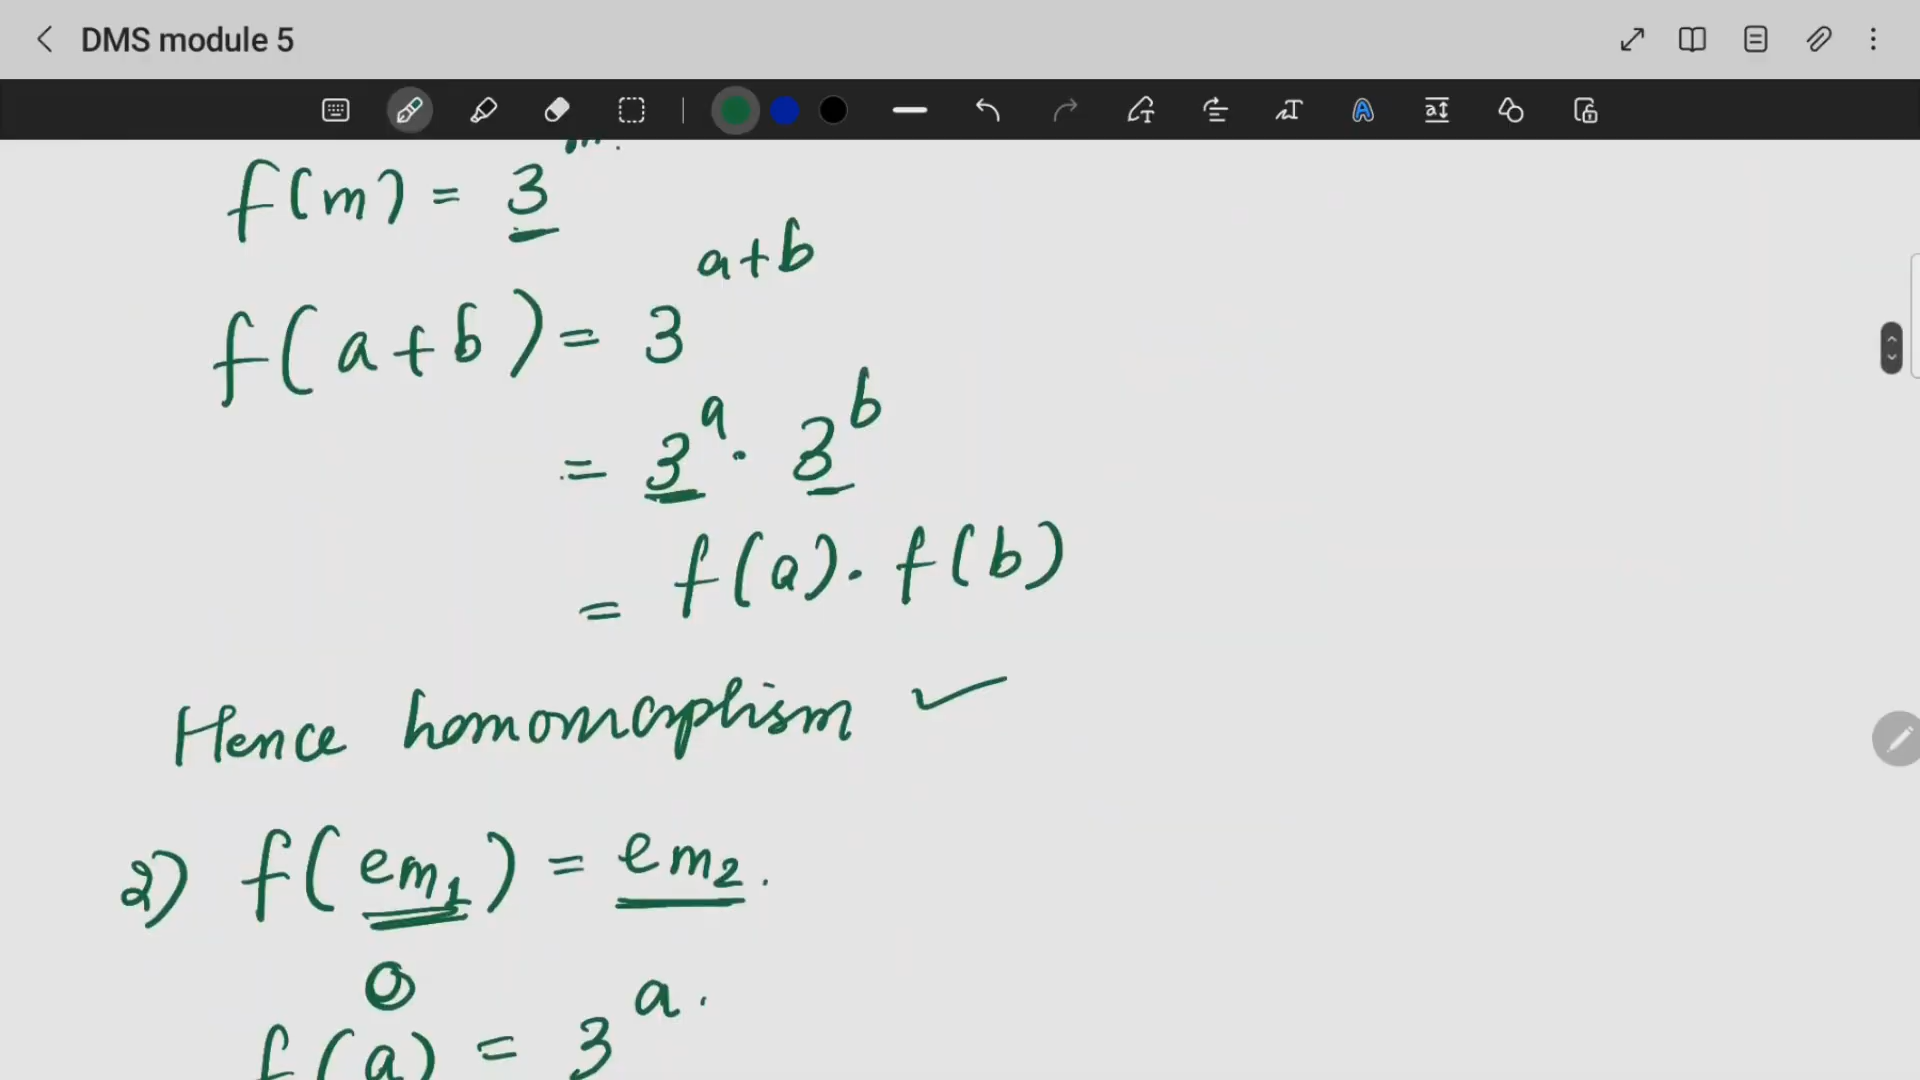 DMS module 5
f(m) = 3^m.
f(a+b) = 3^a+b
= 3^a . 3^b
= f(a) . f(b)
Hence homomorphism ✓
2) f(em₁) = em₂.
0
f(a) = 3^a.